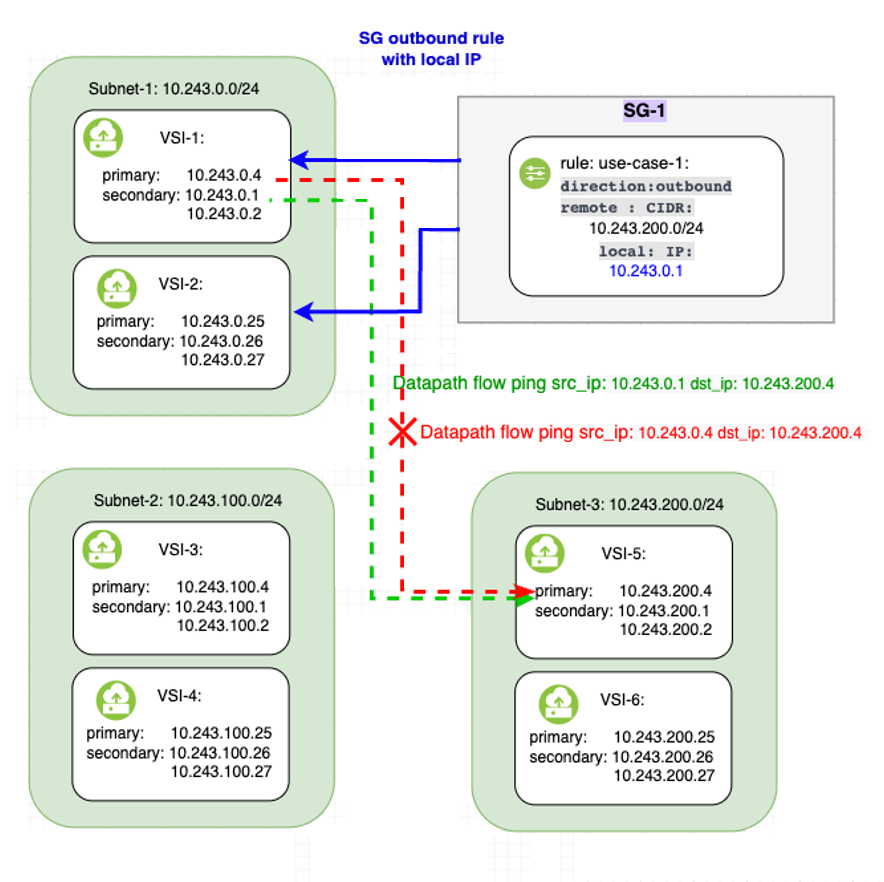 SG outbound rule
with local IP
Subnet-1: 10.243.0.0/24
VSI-1:
primary: 10.243.0.4
secondary: 10.243.0.1
10.243.0.2
VSI-2:
primary: 10.243.0.25
secondary: 10.243.0.26
10.243.0.27
SG-1
rule: use-case-1:
direction:outbound
remote : CIDR:
10.243.200.0/24
local: IP:
10.243.0.1
Datapath flow ping src_ip: 10.243.0.1 dst_ip: 10.243.200.4
Datapath flow ping src_ip: 10.243.0.4 dst_ip: 10.243.200.4
Subnet-2: 10.243.100.0/24
VSI-3:
primary: 10.243.100.4
secondary: 10.243.100.1
10.243.100.2
VSI-4:
primary: 10.243.100.25
secondary: 10.243.100.26
10.243.100.27
Subnet-3: 10.243.200.0/24
VSI-5:
primary: 10.243.200.4
secondary: 10.243.200.1
10.243.200.2
VSI-6:
primary: 10.243.200.25
secondary: 10.243.200.26
10.243.200.27